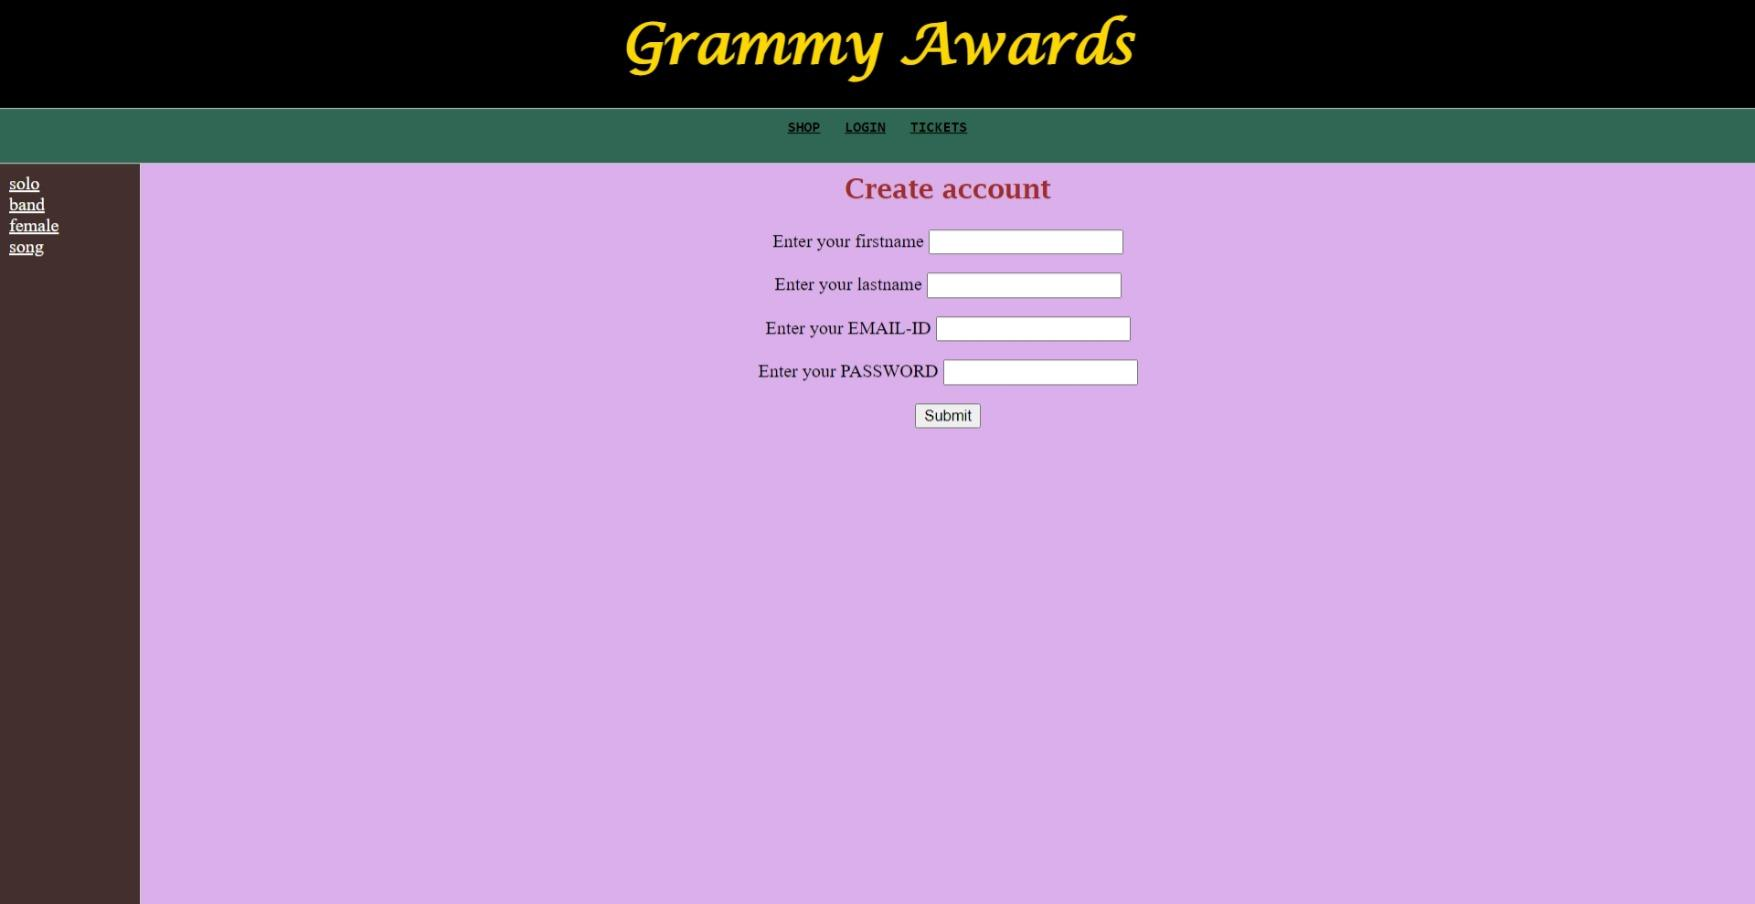 Grammy Awards
SHOP LOGIN TICKETS
solo
band
female
song
Create account
Enter your firstname
Enter your lastname
Enter your EMAIL-ID
Enter your PASSWORD
Submit